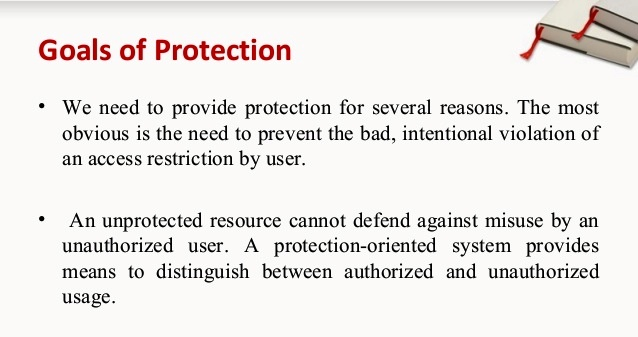 Goals of Protection
• We need to provide protection for several reasons. The most
obvious is the need to prevent the bad, intentional violation of
an access restriction by user.
• An unprotected resource cannot defend against misuse by an
unauthorized user. A protection-oriented system provides
means to distinguish between authorized and unauthorized
usage.